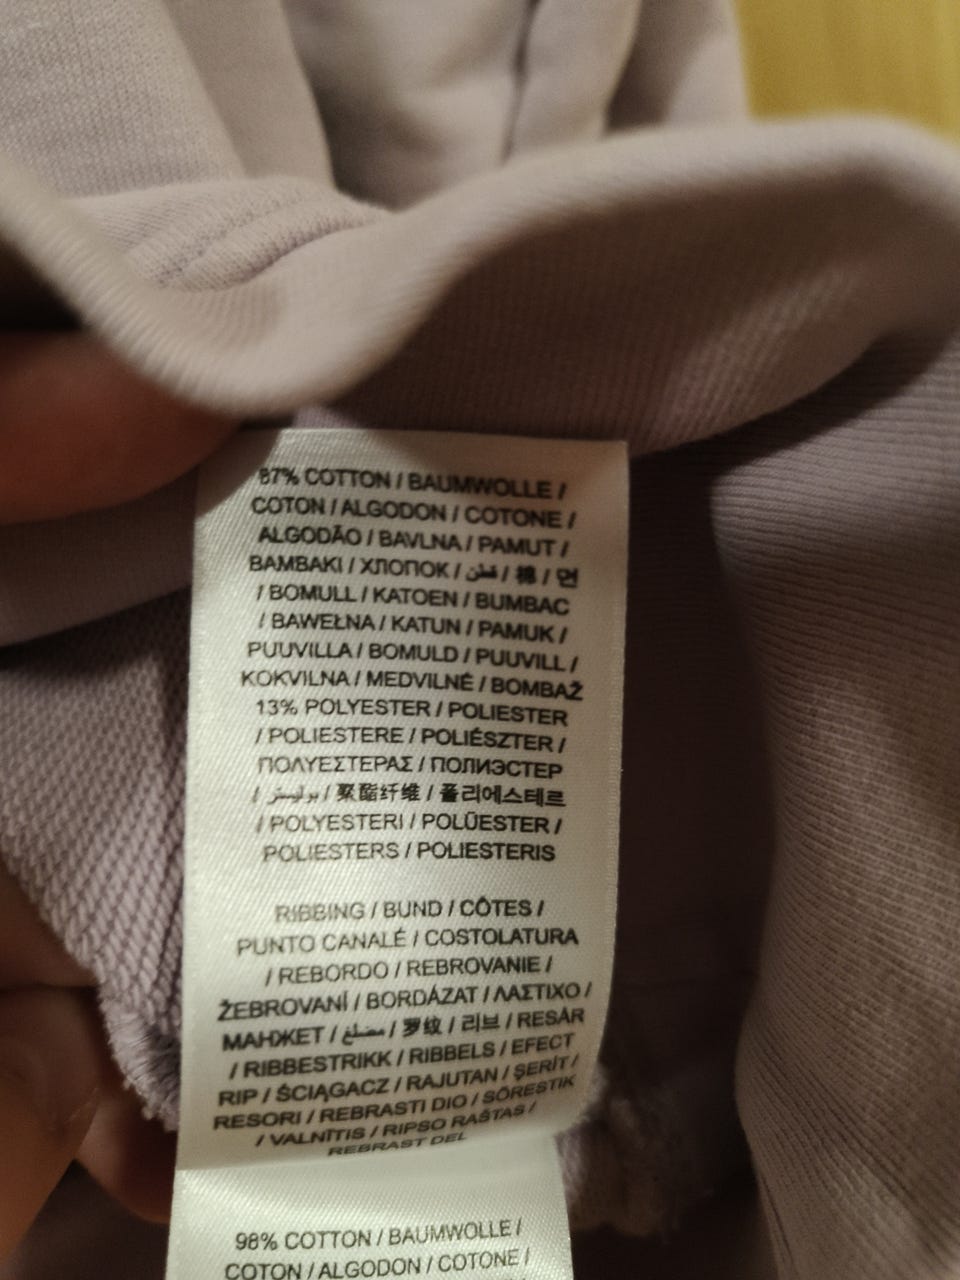 87% COTTON / BAUMWOLLE /
COTON / ALGODON / COTONE /
ALGODÃO / BAVLNA / PAMUT /
BAMBAKI / ХЛОПОК / قطن / 棉 / 면
/ BOMULL / KATOEN / BUMBAC
/ BAWEŁNA / KATUN / PAMUK /
PUUVILLA / BOMULD / PUUVILL /
KOKVILNA / MEDVILNĖ / BOMBAŽ
13% POLYESTER / POLIESTER
/ POLIESTERE / POLIÉSZTER /
ΠΟΛΥΕΣΤΕΡΑΣ / ПОЛИЭСТЕР
/ بوليستر / 聚酯纤维 / 폴리에스테르
/ POLYESTERI / POLÜESTER /
POLIESTERS / POLIESTERIS
RIBBING / BUND / CÔTES /
PUNTO CANALÉ / COSTOLATURA
/ REBORDO / REBROVANIE /
ŽEBROVANÍ / BORDÁZAT / ΛΑΣΤΙΧΟ /
МАНЖЕТ / مضلع / 罗纹 / 리브 / RESÅR
/ RIBBESTRIKK / RIBBELS / EFECT
RIP / ŚCIĄGACZ / RAJUTAN / ŞERİT /
RESORI / REBRASTI DIO / SÕRESTIK
/ VALNĪTIS / RIPSO RAŠTAS /
REBRAST DEL
98% COTTON / BAUMWOLLE /
COTON / ALGODON / COTONE /